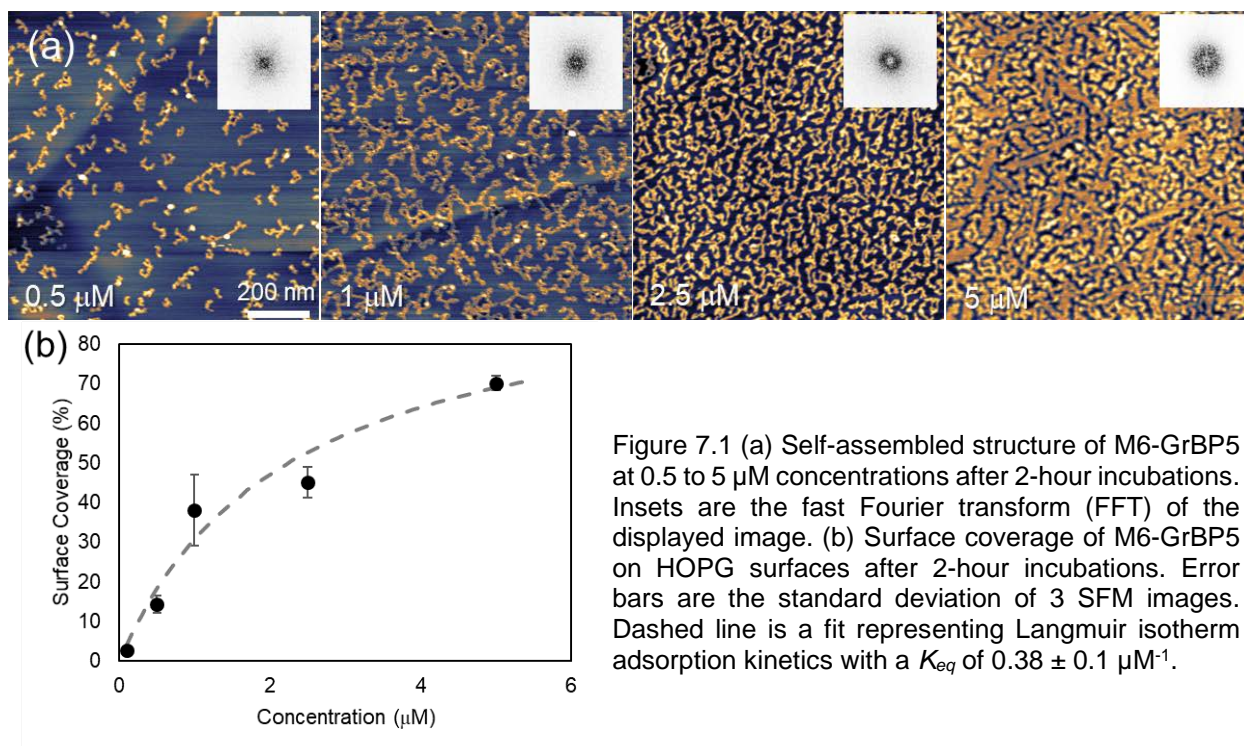 (a)
0.5 μM
200 nm
1 μM
2.5 μM
5 μM
(b)
80
70
60
50
40
30
20
10
0
0
2
4
6
Surface Coverage (%)
Concentration (μM)
Figure 7.1 (a) Self-assembled structure of M6-GrBP5
at 0.5 to 5 μM concentrations after 2-hour incubations.
Insets are the fast Fourier transform (FFT) of the
displayed image. (b) Surface coverage of M6-GrBP5
on HOPG surfaces after 2-hour incubations. Error
bars are the standard deviation of 3 SFM images.
Dashed line is a fit representing Langmuir isotherm
adsorption kinetics with a Keq of 0.38 ± 0.1 μM⁻¹.